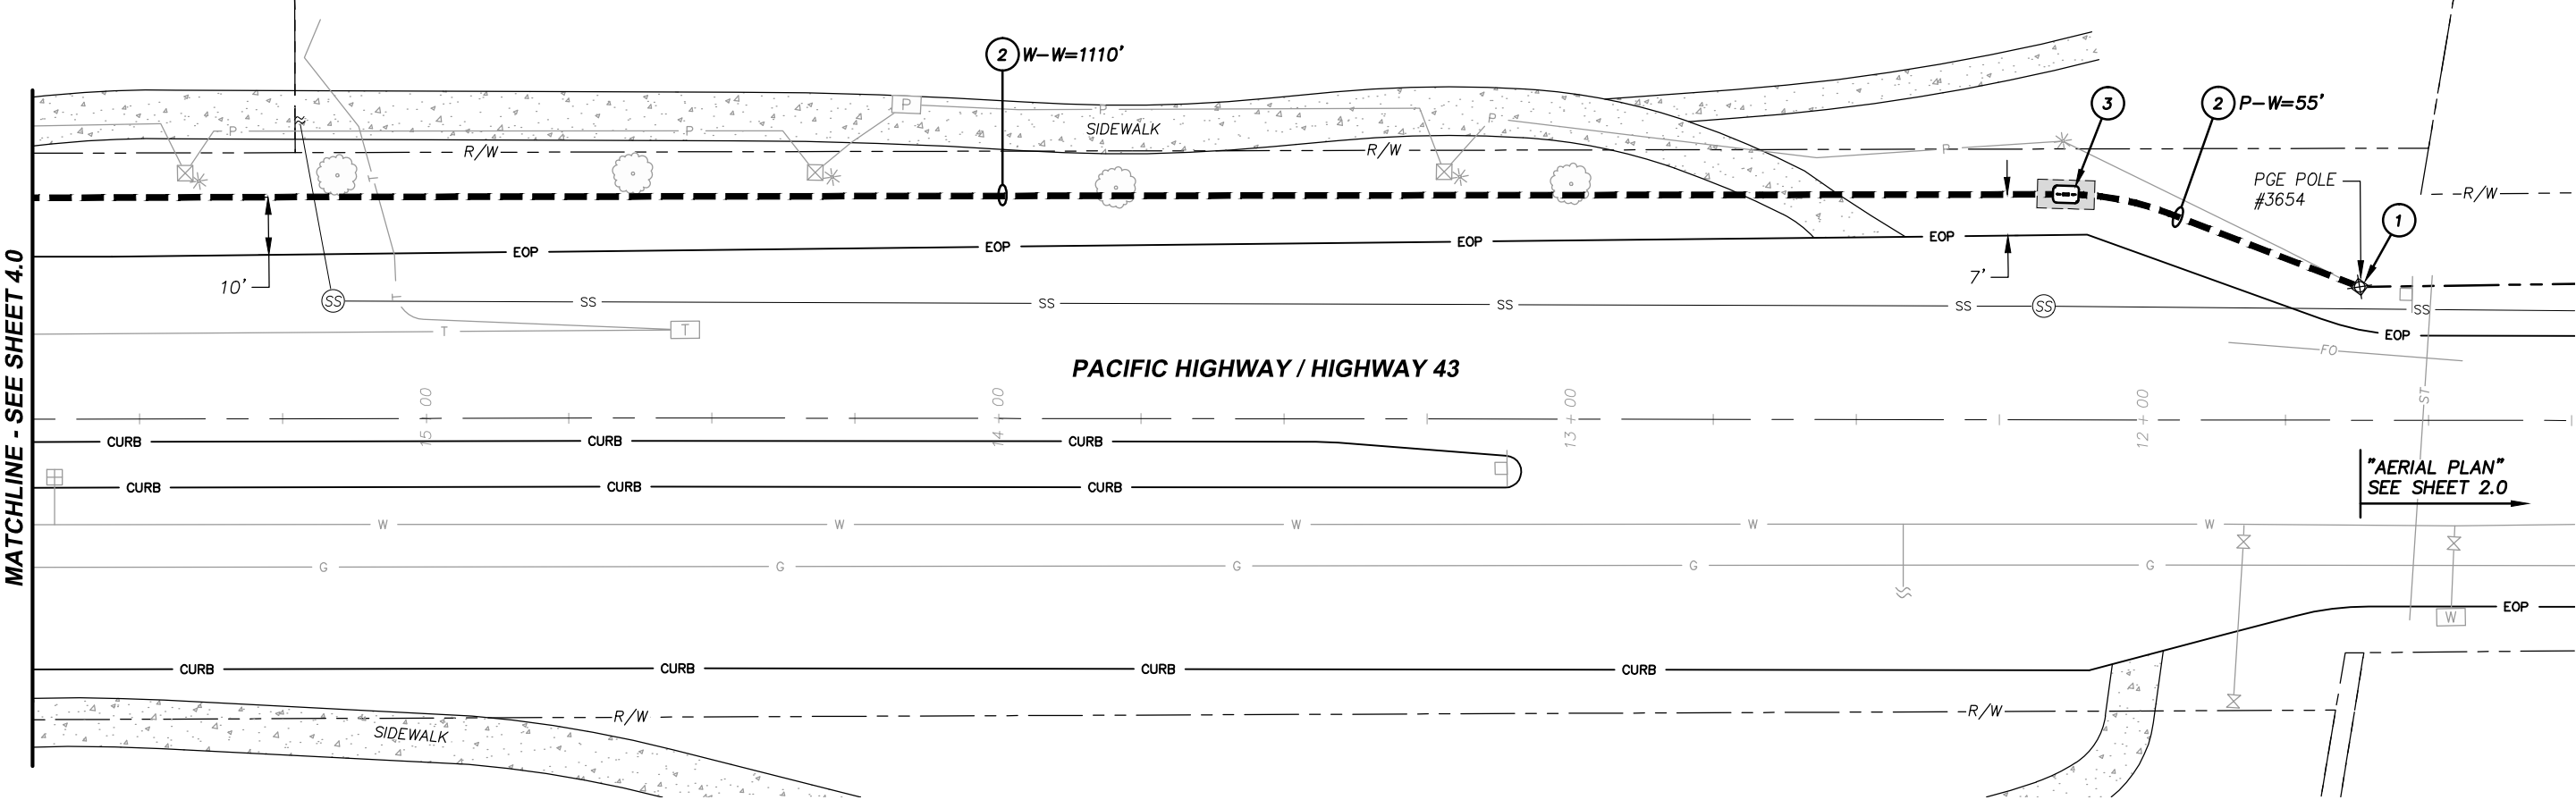 2 W-W=1110'
3
2 P-W=55'
P
P
SIDEWALK
P
P
P
P
R/W
R/W
T
PGE POLE
#3654
R/W
1
EOP
EOP
EOP
EOP
10'
7'
SS
SS
SS
SS
SS
SS
SS
T
T
T
EOP
FO
PACIFIC HIGHWAY / HIGHWAY 43
MATCHLINE - SEE SHEET 4.0
15+00
14+00
13+00
12+00
ST
CURB
CURB
CURB
CURB
CURB
CURB
"AERIAL PLAN"
SEE SHEET 2.0
W
W
W
W
W
G
G
G
G
G
EOP
W
CURB
CURB
CURB
CURB
R/W
R/W
SIDEWALK